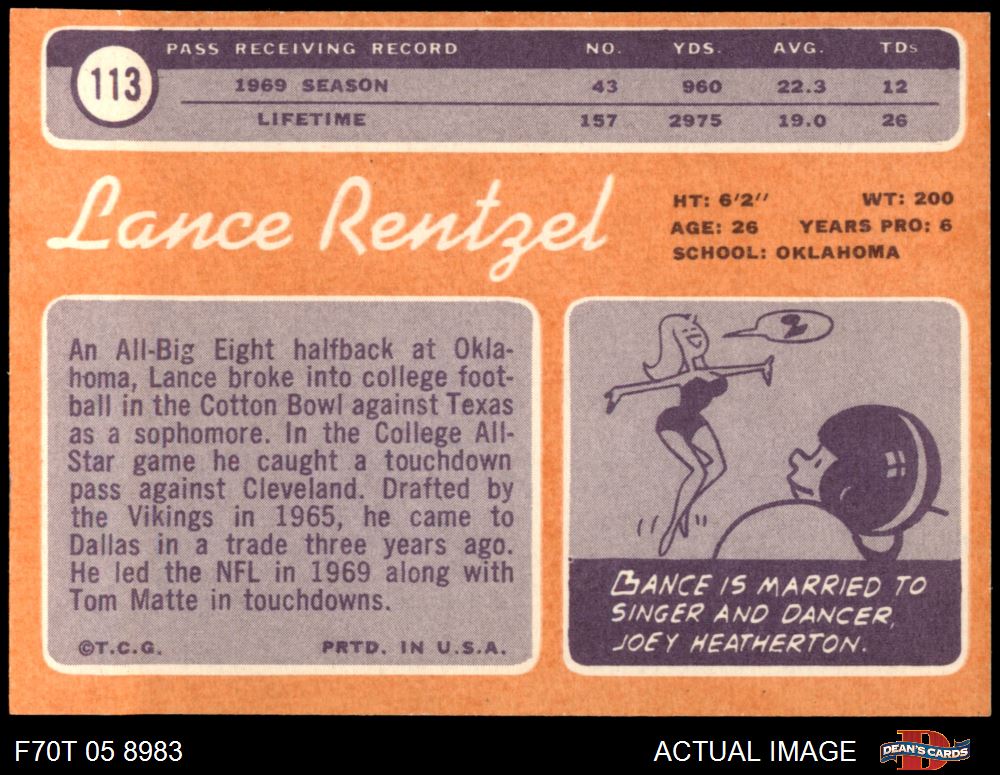 113
PASS RECEIVING RECORD NO. YDS. AVG. TDs
1969 SEASON 43 960 22.3 12
LIFETIME 157 2975 19.0 26
Lance Rentzel
HT: 6'2'' WT: 200
AGE: 26 YEARS PRO: 6
SCHOOL: OKLAHOMA
An All-Big Eight halfback at Okla-
homa, Lance broke into college foot-
ball in the Cotton Bowl against Texas
as a sophomore. In the College All-
Star game he caught a touchdown
pass against Cleveland. Drafted by
the Vikings in 1965, he came to
Dallas in a trade three years ago.
He led the NFL in 1969 along with
Tom Matte in touchdowns.
©T.C.G. PRTD. IN U.S.A.
2
LANCE IS MARRIED TO
SINGER AND DANCER,
JOEY HEATHERTON.
F70T 05 8983
ACTUAL IMAGE
D
DEAN'S CARDS